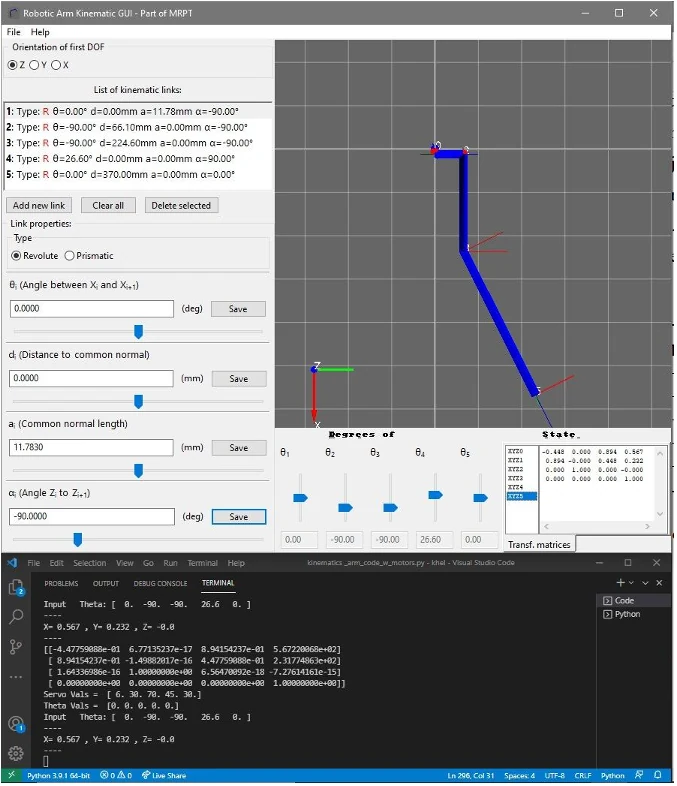 Robotic Arm Kinematic GUI - Part of MRPT
File Help
Orientation of first DOF
Z Y X
List of kinematic links:
1: Type: R θ=0.00° d=0.00mm a=11.78mm α=-90.00°
2: Type: R θ=-90.00° d=66.10mm a=0.00mm α=-90.00°
3: Type: R θ=-90.00° d=224.60mm a=0.00mm α=-90.00°
4: Type: R θ=26.60° d=0.00mm a=0.00mm α=90.00°
5: Type: R θ=0.00° d=370.00mm a=0.00mm α=0.00°
Add new link Clear all Delete selected
Link properties:
Type
Revolute Prismatic
θi (Angle between Xi and Xi+1)
0.0000 (deg) Save
di (Distance to common normal)
0.0000 (mm) Save
ai (Common normal length)
11.7830 (mm) Save
αi (Angle Zi to Zi+1)
-90.0000 (deg) Save
Z
X
Degrees of
θ1 θ2 θ3 θ4 θ5
0.00 -90.00 -90.00 26.60 0.00
State.
XYZ0 -0.448 0.000 0.894 0.567
XYZ1 0.894 -0.000 0.448 0.232
XYZ2 0.000 1.000 0.000 -0.000
XYZ3 0.000 0.000 0.000 1.000
XYZ4
XYZ5
Transf. matrices
File Edit Selection View Go Run Terminal Help kinematics _arm_code_w_motors.py - khel - Visual Studio Code
PROBLEMS OUTPUT DEBUG CONSOLE TERMINAL
Code
Python
Input Theta: [ 0. -90. -90. 26.6 0. ]
----
X= 0.567 , Y= 0.232 , Z= -0.0
----
[[-4.47759088e-01 6.77135237e-17 8.94154237e-01 5.67220068e+02]
[ 8.94154237e-01 -1.49882017e-16 4.47759088e-01 2.31774863e+02]
[ 1.64336986e-16 1.00000000e+00 6.56470092e-18 -7.27614161e-15]
[ 0.00000000e+00 0.00000000e+00 0.00000000e+00 1.00000000e+00]]
Servo Vals = [ 6. 30. 70. 45. 30.]
Theta Vals = [0. 0. 0. 0. 0.]
Input Theta: [ 0. -90. -90. 26.6 0. ]
----
X= 0.567 , Y= 0.232 , Z= -0.0
----
Python 3.9.1 64-bit 0 0 Live Share Ln 296, Col 31 Spaces: 4 UTF-8 CRLF Python